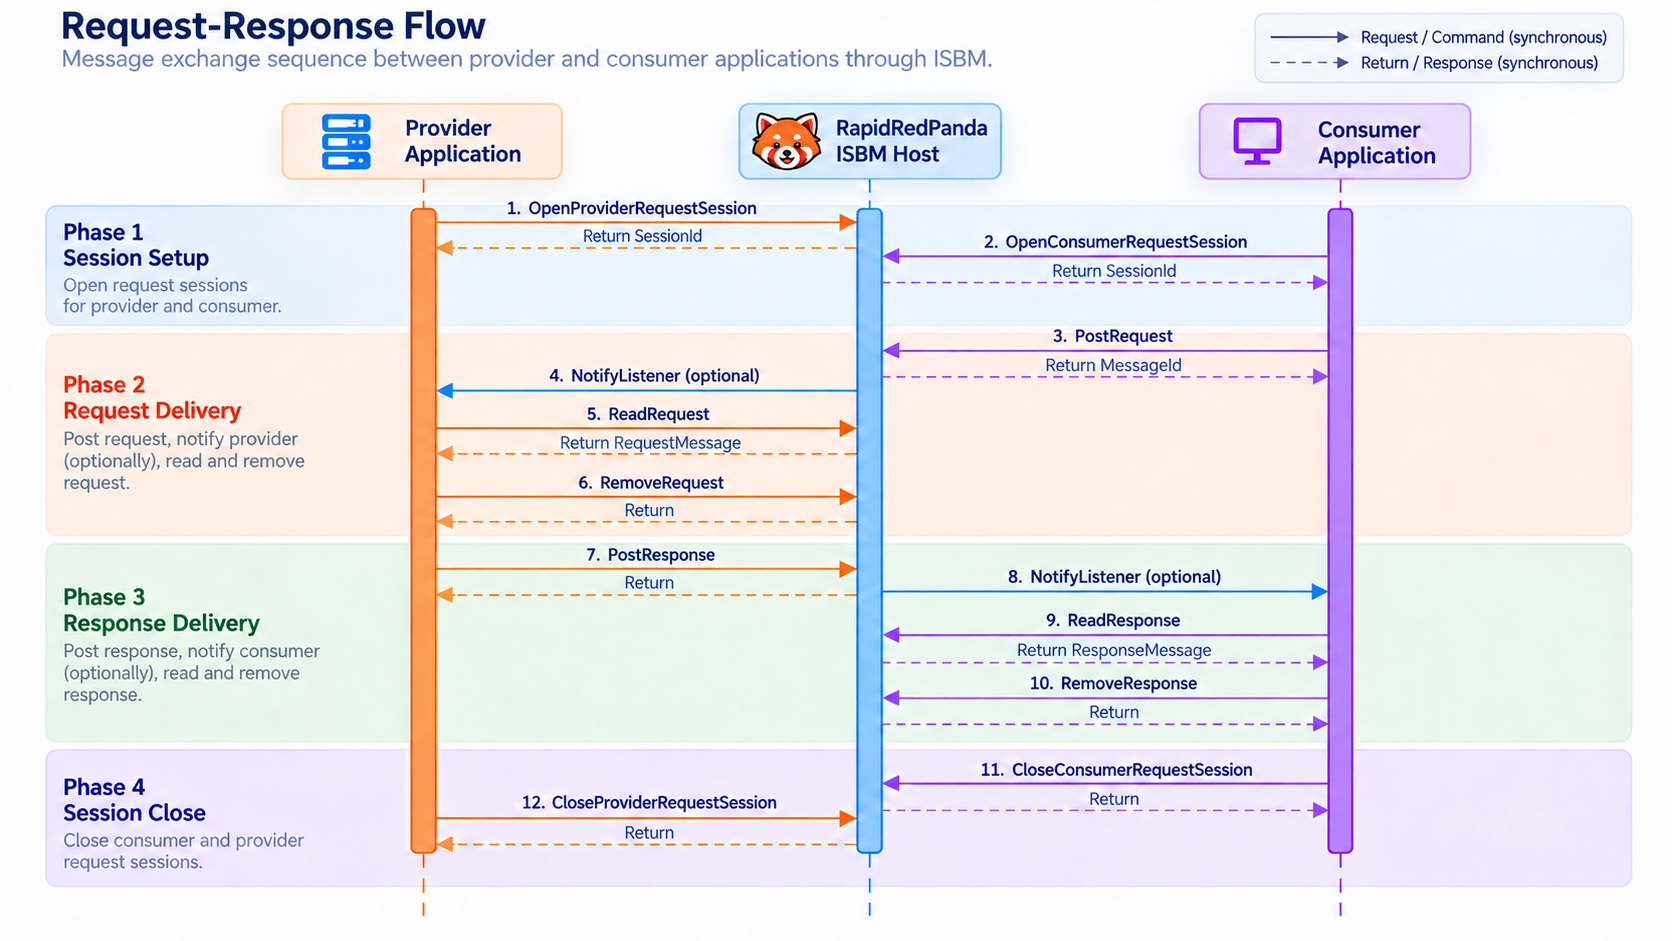 Request-Response Flow
Message exchange sequence between provider and consumer applications through ISBM.
Request / Command (synchronous)
Return / Response (synchronous)
Provider
Application
RapidRedPanda
ISBM Host
Consumer
Application
Phase 1
Session Setup
Open request sessions
for provider and consumer.
1. OpenProviderRequestSession
Return SessionId
2. OpenConsumerRequestSession
Return SessionId
Phase 2
Request Delivery
Post request, notify provider
(optionally), read and remove
request.
3. PostRequest
Return MessageId
4. NotifyListener (optional)
5. ReadRequest
Return RequestMessage
6. RemoveRequest
Return
Phase 3
Response Delivery
Post response, notify consumer
(optionally), read and remove
response.
7. PostResponse
Return
8. NotifyListener (optional)
9. ReadResponse
Return ResponseMessage
10. RemoveResponse
Return
Phase 4
Session Close
Close consumer and provider
request sessions.
11. CloseConsumerRequestSession
Return
12. CloseProviderRequestSession
Return